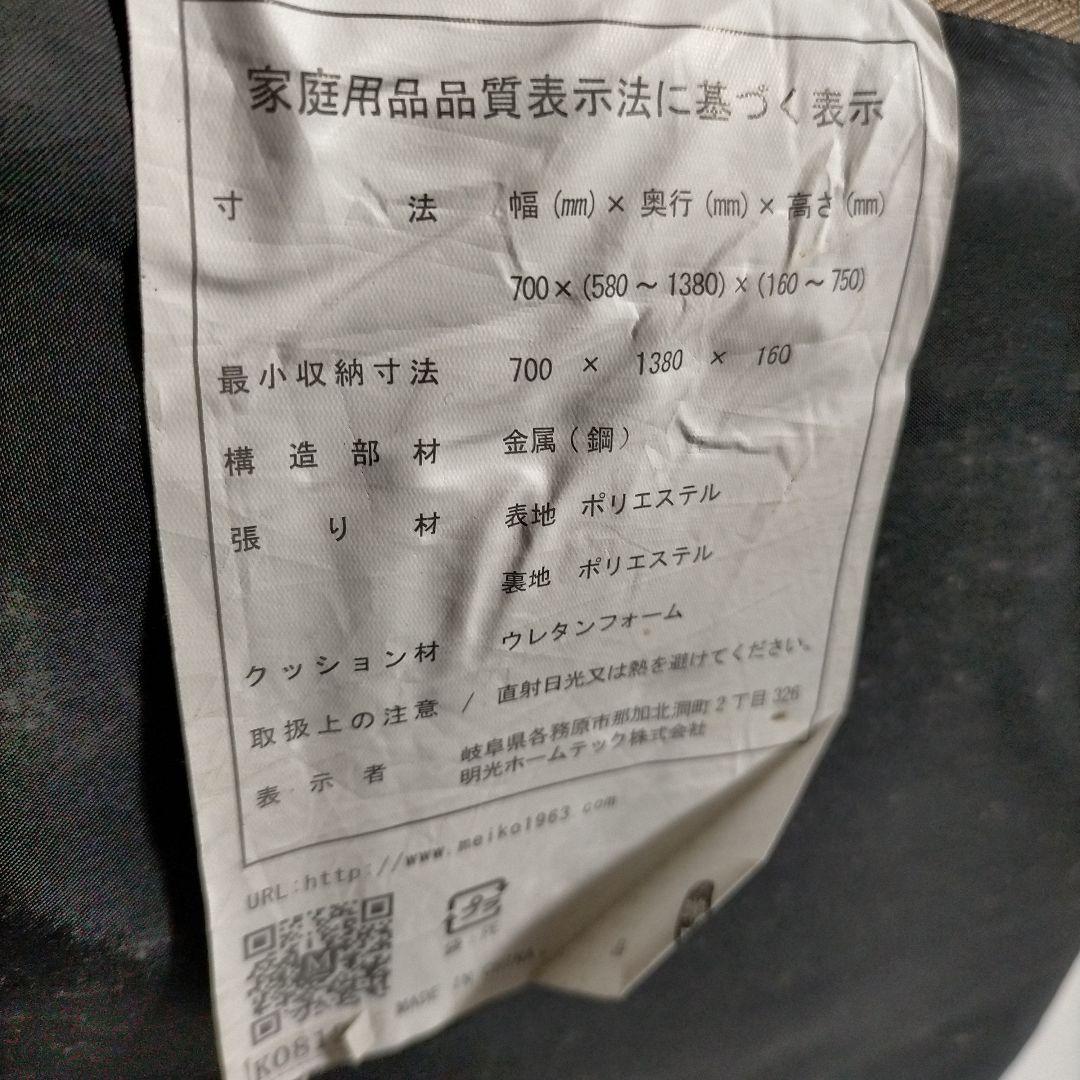 家庭用品品質表示法に基づく表示
寸法 幅(mm)×奥行(mm)×高さ(mm)
700×(580～1380)×(160～750)
最小収納寸法 700 × 1380 × 160
構造部材 金属(鋼)
張り材 表地 ポリエステル
裏地 ポリエステル
クッション材 ウレタンフォーム
取扱上の注意 / 直射日光又は熱を避けてください。
表示者 岐阜県各務原市那加北洞町2丁目326
明光ホームテック株式会社
URL:http://www.meiko1963.com
プラ
MADE IN CHINA